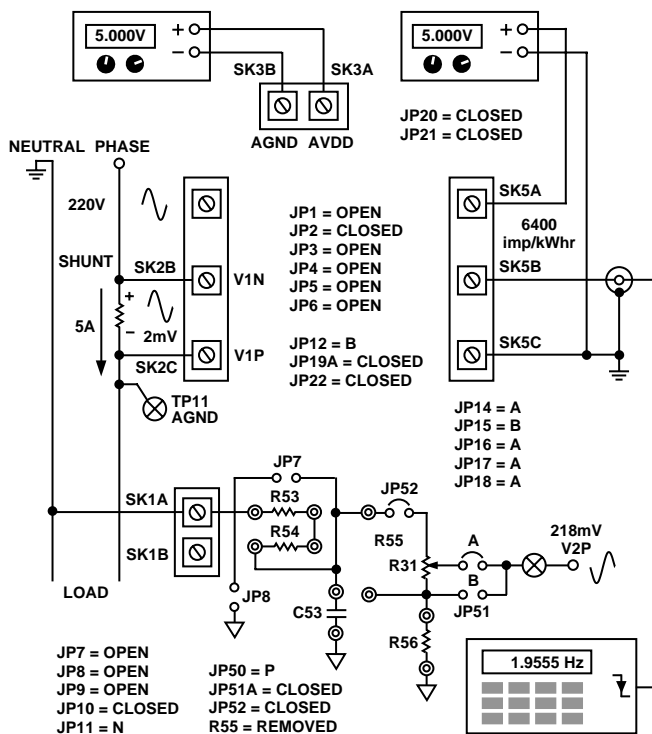 5.000V
+
−
SK3B
SK3A
AGND AVDD
5.000V
+
−
JP20 = CLOSED
JP21 = CLOSED
NEUTRAL PHASE
220V
SHUNT
5A
+
−
2mV
SK2B
SK2C
V1N
V1P
TP11
AGND
JP1 = OPEN
JP2 = CLOSED
JP3 = OPEN
JP4 = OPEN
JP5 = OPEN
JP6 = OPEN
JP12 = B
JP19A = CLOSED
JP22 = CLOSED
SK5A
6400
imp/kWhr
SK5B
SK5C
JP14 = A
JP15 = B
JP16 = A
JP17 = A
JP18 = A
SK1A
SK1B
LOAD
JP7
R53
R54
JP8
C53
JP52
R55
R31
A
B
JP51
R56
218mV
V2P
JP7 = OPEN
JP8 = OPEN
JP9 = OPEN
JP10 = CLOSED
JP11 = N
JP50 = P
JP51A = CLOSED
JP52 = CLOSED
R55 = REMOVED
1.9555 Hz